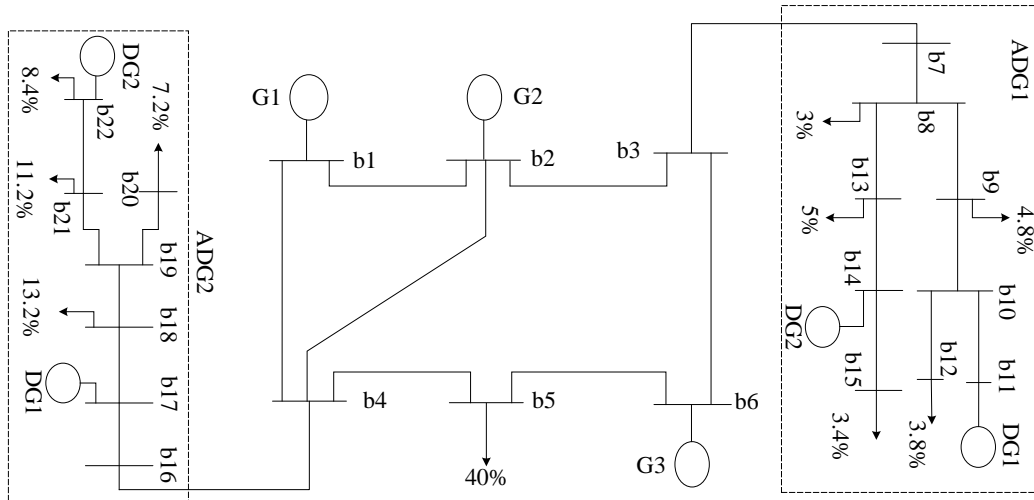 DG2
8.4%
b22
7.2%
11.2%
b21
b20
ADG2
b19
13.2%
b18
DG1
b17
b16
G1
b1
G2
b2
b3
b4
b5
40%
b6
G3
ADG1
b7
3%
b8
b13
5%
b9
4.8%
b14
DG2
b10
b15
b12
b11
3.4%
3.8%
DG1